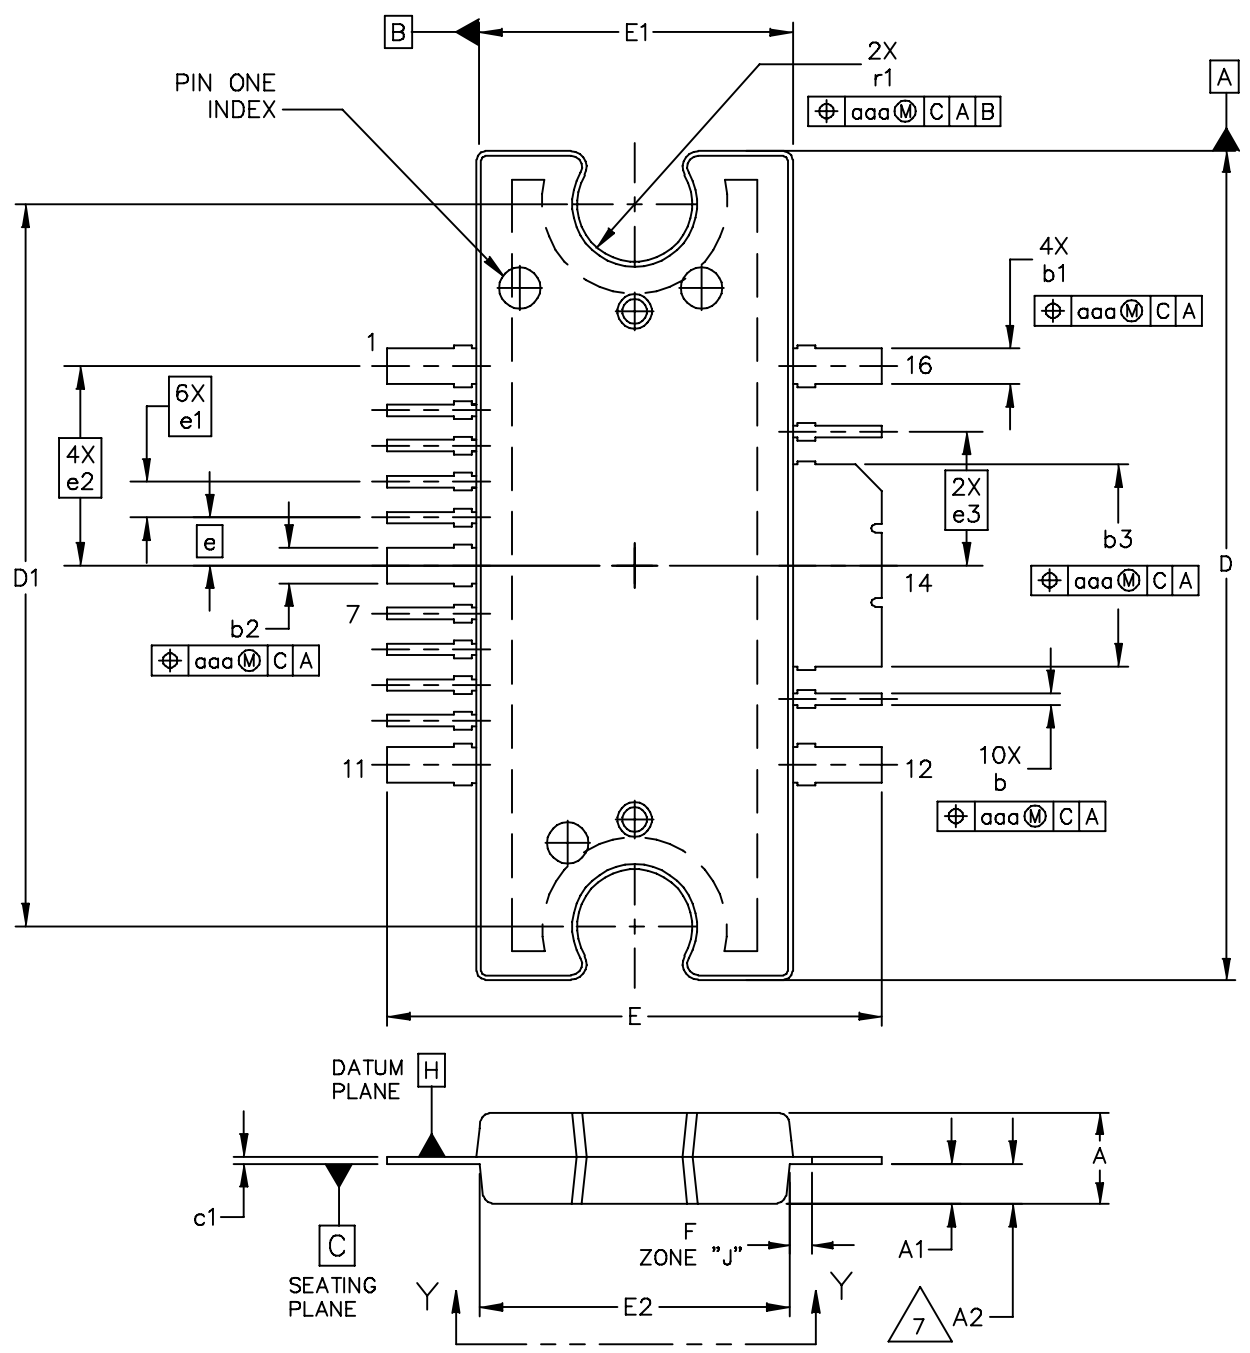 B
E1
2X
r1
⌖ aaa Ⓜ C A B
A
PIN ONE
INDEX
4X
b1
⌖ aaa Ⓜ C A
1
16
6X
e1
4X
e2
2X
e3
e
b3
⌖ aaa Ⓜ C A
D1
D
14
7
b2
⌖ aaa Ⓜ C A
11
12
10X
b
⌖ aaa Ⓜ C A
E
DATUM
PLANE
H
A
c1
C
SEATING
PLANE
F
ZONE "J"
A1
Y
Y
E2
7
A2